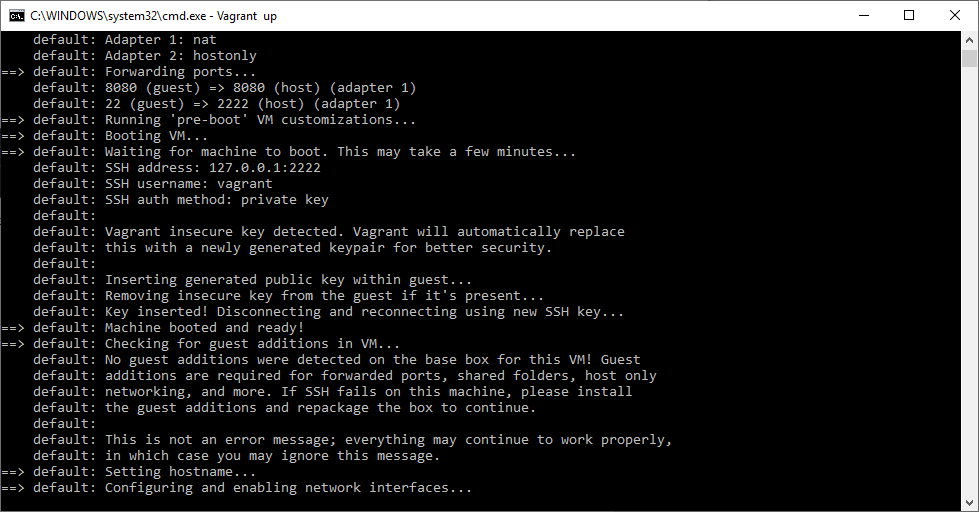 C:\WINDOWS\system32\cmd.exe - Vagrant  up
    default: Adapter 1: nat
    default: Adapter 2: hostonly
==> default: Forwarding ports...
    default: 8080 (guest) => 8080 (host) (adapter 1)
    default: 22 (guest) => 2222 (host) (adapter 1)
==> default: Running 'pre-boot' VM customizations...
==> default: Booting VM...
==> default: Waiting for machine to boot. This may take a few minutes...
    default: SSH address: 127.0.0.1:2222
    default: SSH username: vagrant
    default: SSH auth method: private key
    default:
    default: Vagrant insecure key detected. Vagrant will automatically replace
    default: this with a newly generated keypair for better security.
    default:
    default: Inserting generated public key within guest...
    default: Removing insecure key from the guest if it's present...
    default: Key inserted! Disconnecting and reconnecting using new SSH key...
==> default: Machine booted and ready!
==> default: Checking for guest additions in VM...
    default: No guest additions were detected on the base box for this VM! Guest
    default: additions are required for forwarded ports, shared folders, host only
    default: networking, and more. If SSH fails on this machine, please install
    default: the guest additions and repackage the box to continue.
    default:
    default: This is not an error message; everything may continue to work properly,
    default: in which case you may ignore this message.
==> default: Setting hostname...
==> default: Configuring and enabling network interfaces...